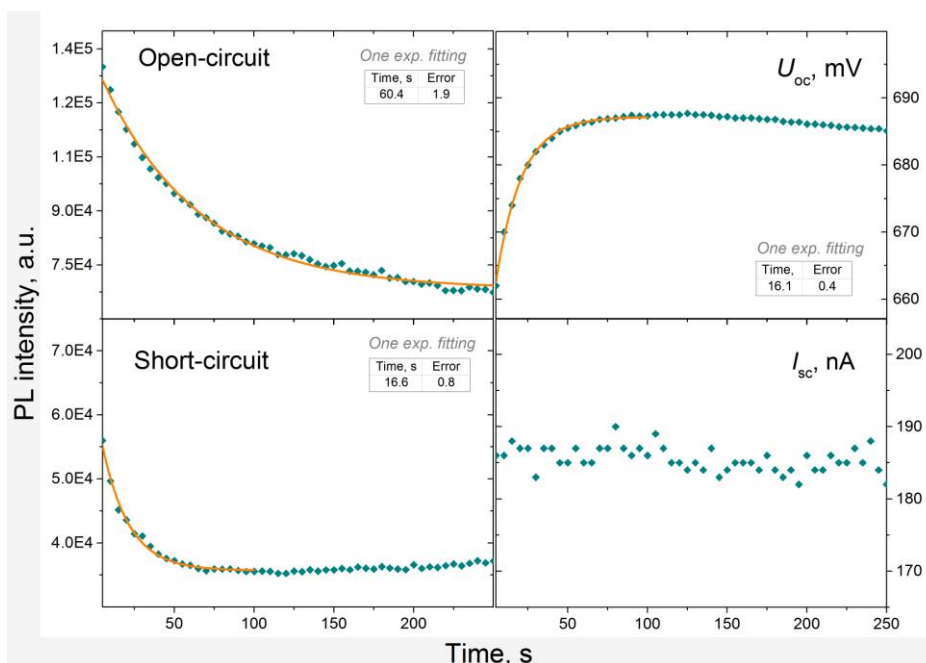 PL intensity, a.u.
1.4E5
1.2E5
1.1E5
9.0E4
7.5E4
Open-circuit
One exp. fitting
Time, s Error
60.4 1.9
U oc, mV
690
680
670
660
One exp. fitting
Time, Error
16.1 0.4
7.0E4
6.0E4
5.0E4
4.0E4
Short-circuit
One exp. fitting
Time, s Error
16.6 0.8
I sc, nA
200
190
180
170
50 100 150 200
50 100 150 200 250
Time, s